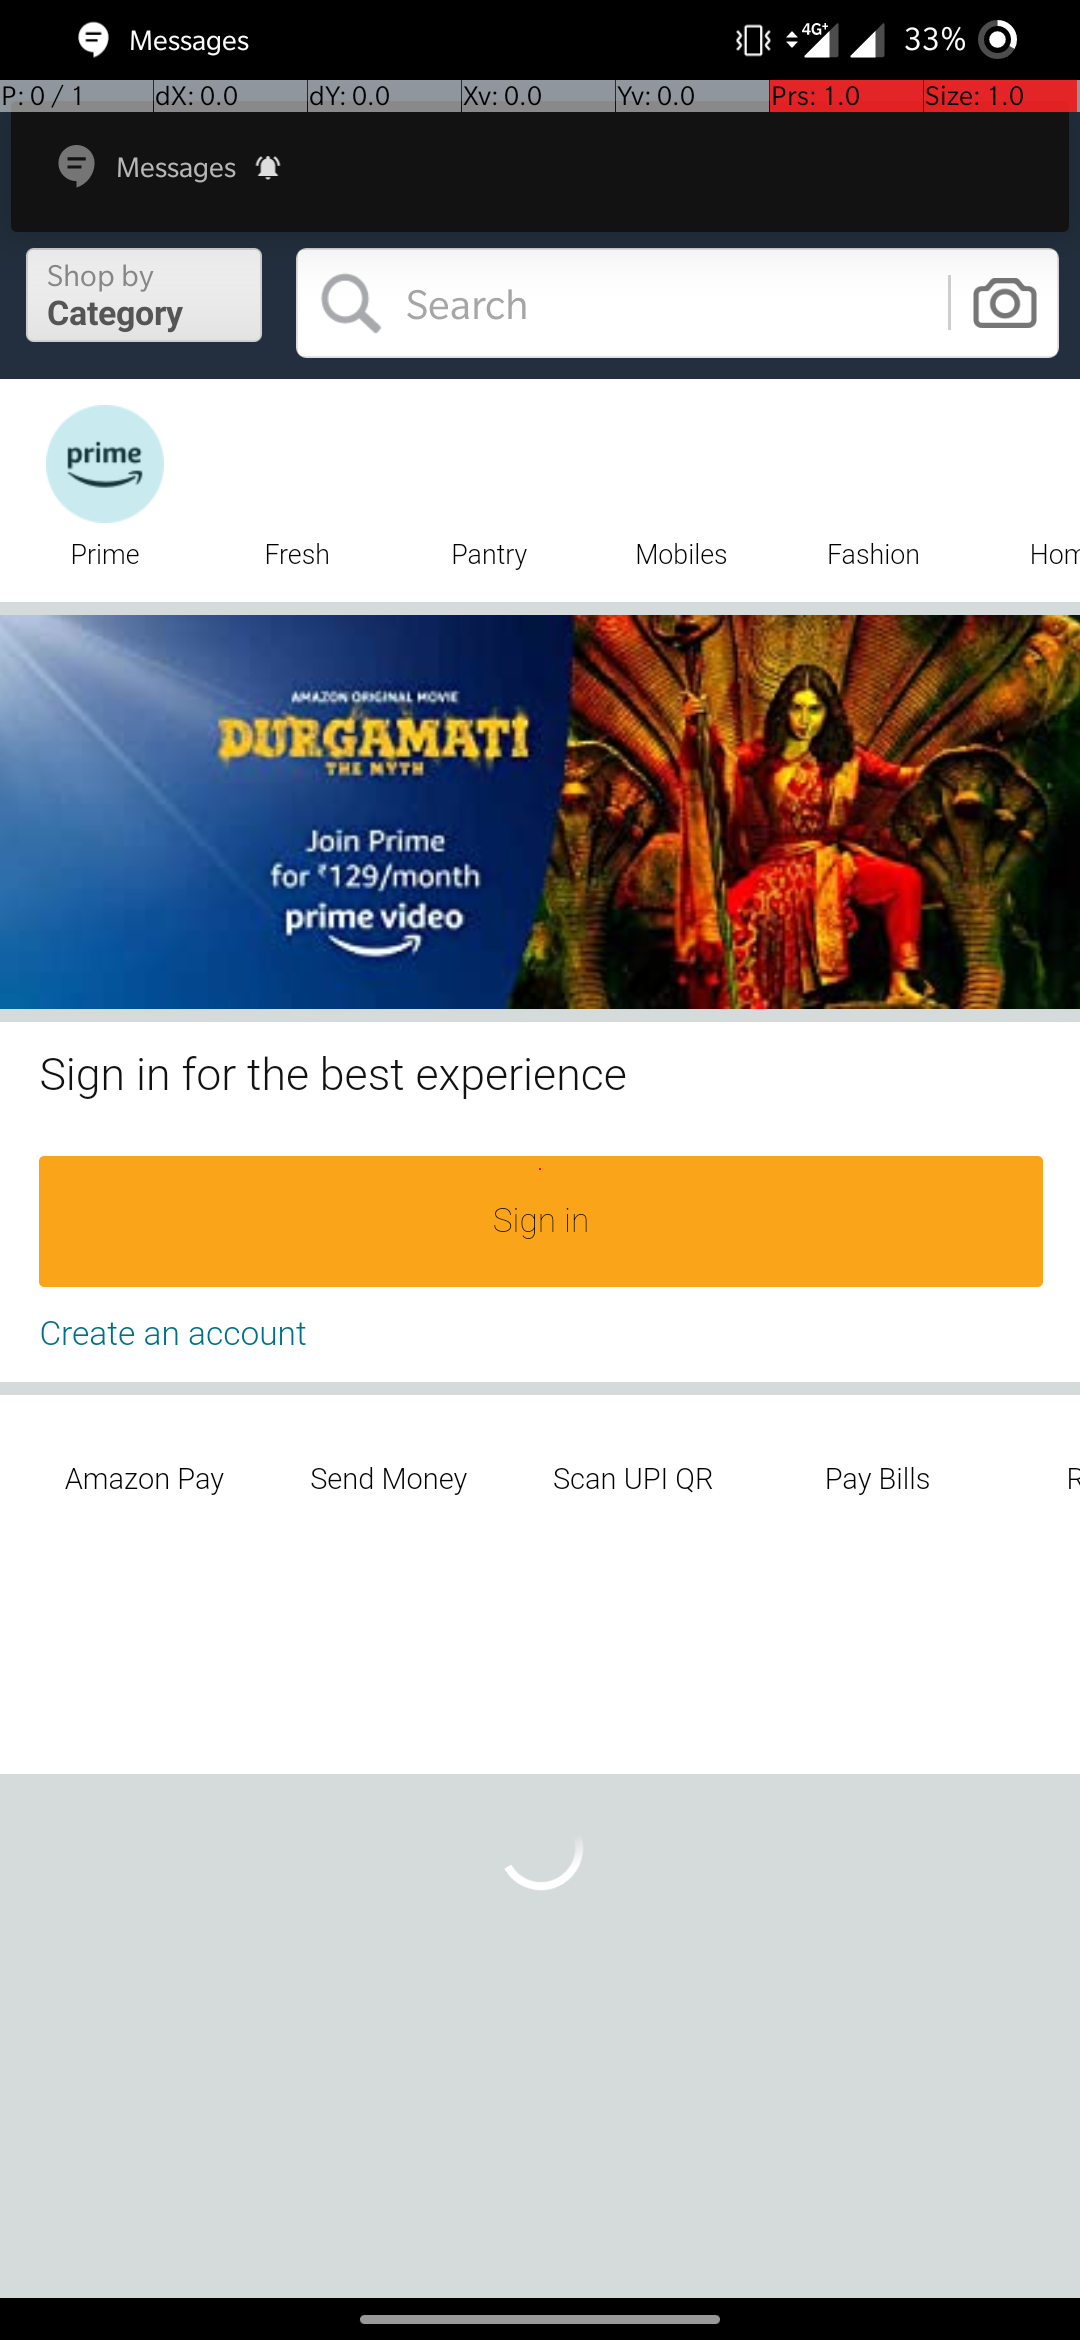 Messages
4G+
33%
P: 0 / 1 dX: 0.0 dY: 0.0 Xv: 0.0 Yv: 0.0 Prs: 1.0 Size: 1.0
Messages
Shop by
Category
Search
prime
Prime Fresh Pantry Mobiles Fashion Hom
AMAZON ORIGINAL MOVIE
DURGAMATI
THE MYTH
Join Prime
for ₹129/month
prime video
Sign in for the best experience
Sign in
Create an account
Amazon Pay Send Money Scan UPI QR Pay Bills R